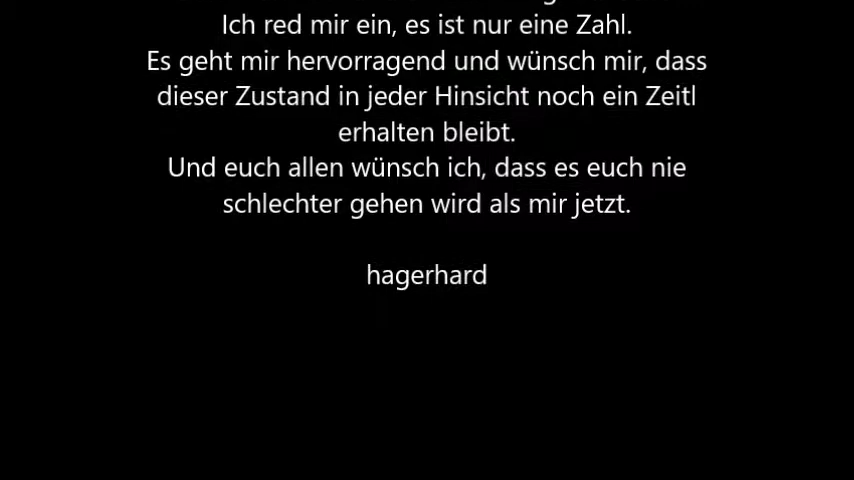 Ich red mir ein, es ist nur eine Zahl.
Es geht mir hervorragend und wünsch mir, dass
dieser Zustand in jeder Hinsicht noch ein Zeitl
erhalten bleibt.
Und euch allen wünsch ich, dass es euch nie
schlechter gehen wird als mir jetzt.
hagerhard